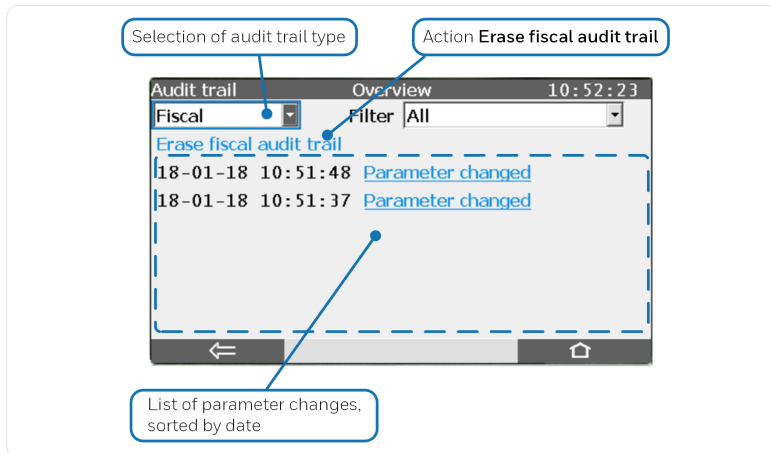 Selection of audit trail type
Action Erase fiscal audit trail
Audit trail Overview 10:52:23
Fiscal Filter All
Erase fiscal audit trail
18-01-18 10:51:48 Parameter changed
18-01-18 10:51:37 Parameter changed
List of parameter changes,
sorted by date